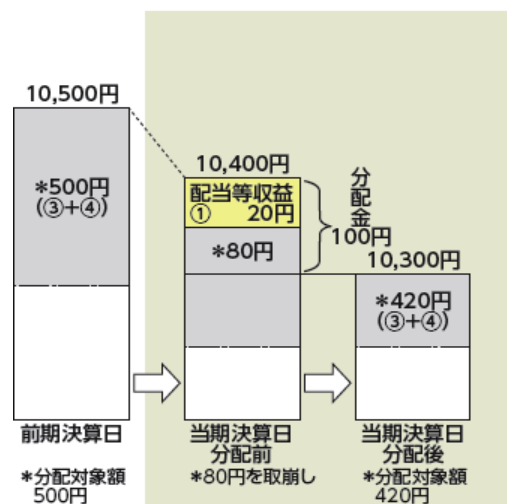 10,500円
*500円
(③+④)
前期決算日
*分配対象額
500円
10,400円
配当等収益
① 20円
*80円
分配金
100円
当期決算日
分配前
*80円を取崩し
10,300円
*420円
(③+④)
当期決算日
分配後
*分配対象額
420円